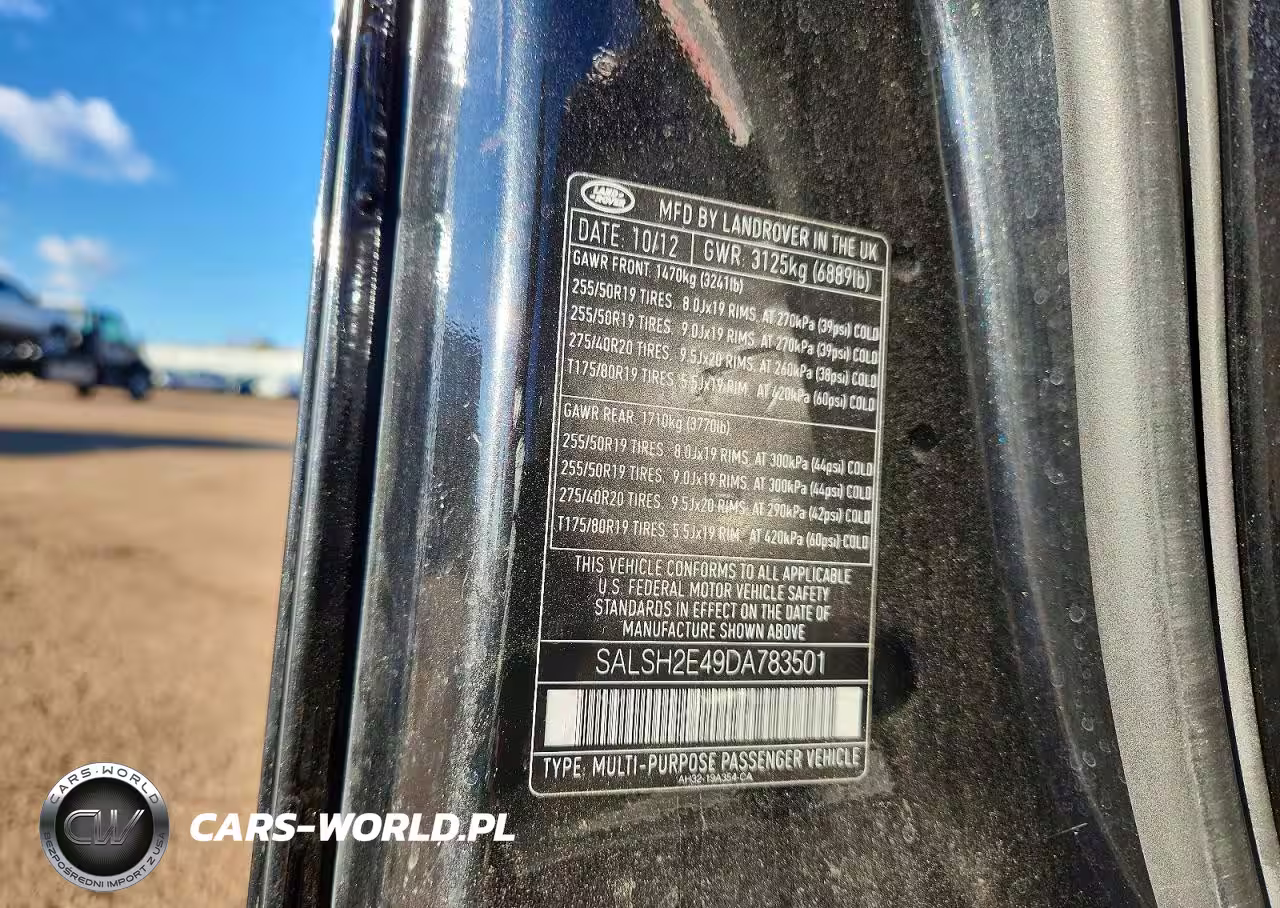 LAND ROVER
MFD BY LANDROVER IN THE UK
DATE. 10/12 GWR. 3125kg (6889lb)
GAWR FRONT. 1470kg (3241lb)
255/50R19 TIRES. 8.0Jx19 RIMS. AT 270kPa (39psi) COLD
255/50R19 TIRES. 9.0Jx19 RIMS. AT 270kPa (39psi) COLD
275/40R20 TIRES. 9.5Jx20 RIMS. AT 260kPa (38psi) COLD
T175/80R19 TIRES. 5.5Jx19 RIM AT 420kPa (60psi) COLD
GAWR REAR. 1710kg (3770lb)
255/50R19 TIRES. 8.0Jx19 RIMS. AT 300kPa (44psi) COLD
255/50R19 TIRES. 9.0Jx19 RIMS. AT 300kPa (44psi) COLD
275/40R20 TIRES. 9.5Jx20 RIMS. AT 290kPa (42psi) COLD
T175/80R19 TIRES. 5.5Jx19 RIM AT 420kPa (60psi) COLD
THIS VEHICLE CONFORMS TO ALL APPLICABLE
U.S. FEDERAL MOTOR VEHICLE SAFETY
STANDARDS IN EFFECT ON THE DATE OF
MANUFACTURE SHOWN ABOVE
SALSH2E49DA783501
TYPE. MULTI-PURPOSE PASSENGER VEHICLE
AH32-19A354-CA
CARS-WORLD
CW
BEZPOŚREDNI IMPORT Z USA
CARS-WORLD.PL